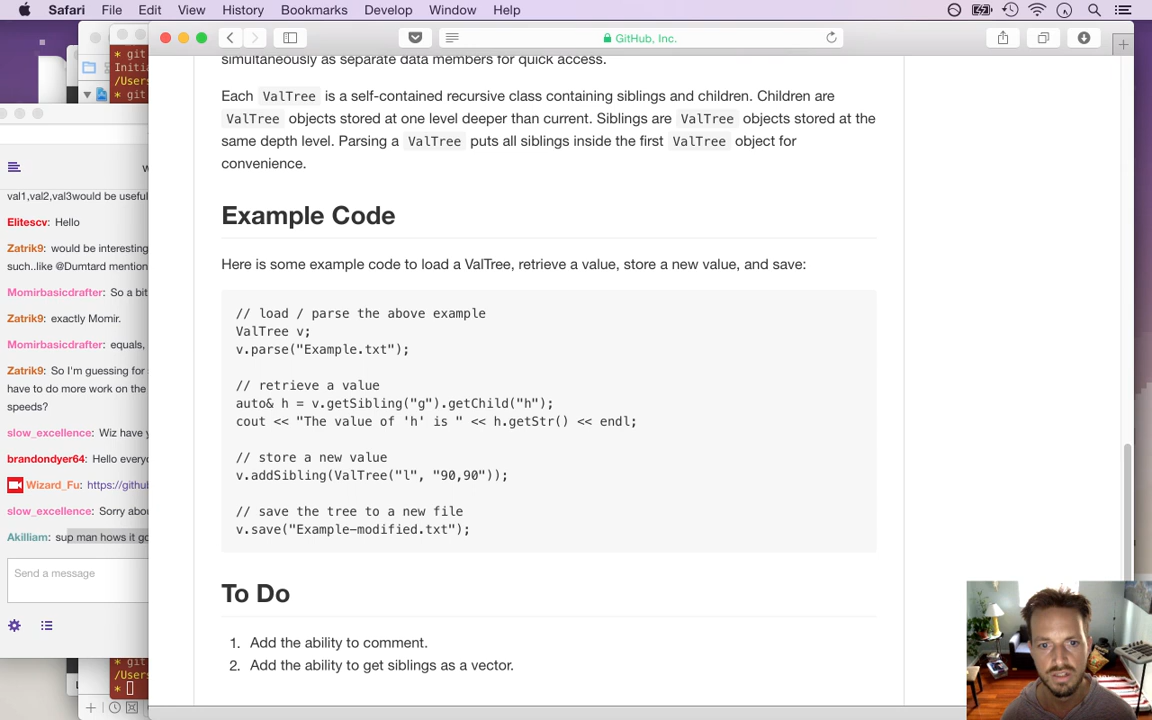 Safari File Edit View History Bookmarks Develop Window Help
GitHub, Inc.
* git
Initia
/Users
* git
simultaneously as separate data members for quick access.
Each ValTree is a self-contained recursive class containing siblings and children. Children are
ValTree objects stored at one level deeper than current. Siblings are ValTree objects stored at the
same depth level. Parsing a ValTree puts all siblings inside the first ValTree object for
convenience.
Example Code
Here is some example code to load a ValTree, retrieve a value, store a new value, and save:
// load / parse the above example
ValTree v;
v.parse("Example.txt");
// retrieve a value
auto& h = v.getSibling("g").getChild("h");
cout << "The value of 'h' is " << h.getStr() << endl;
// store a new value
v.addSibling(ValTree("l", "90,90"));
// save the tree to a new file
v.save("Example-modified.txt");
To Do
1. Add the ability to comment.
2. Add the ability to get siblings as a vector.
val1,val2,val3would be useful
Elitescv: Hello
Zatrik9: would be interesting
such..like @Dumtard mention
Momirbasicdrafter: So a bit
Zatrik9: exactly Momir.
Momirbasicdrafter: equals,
Zatrik9: So I'm guessing for
have to do more work on the
speeds?
slow_excellence: Wiz have y
brandondyer64: Hello every
Wizard_Fu: https://githu
slow_excellence: Sorry abou
Akilliam: sup man hows it go
Send a message
* git
/Users
*